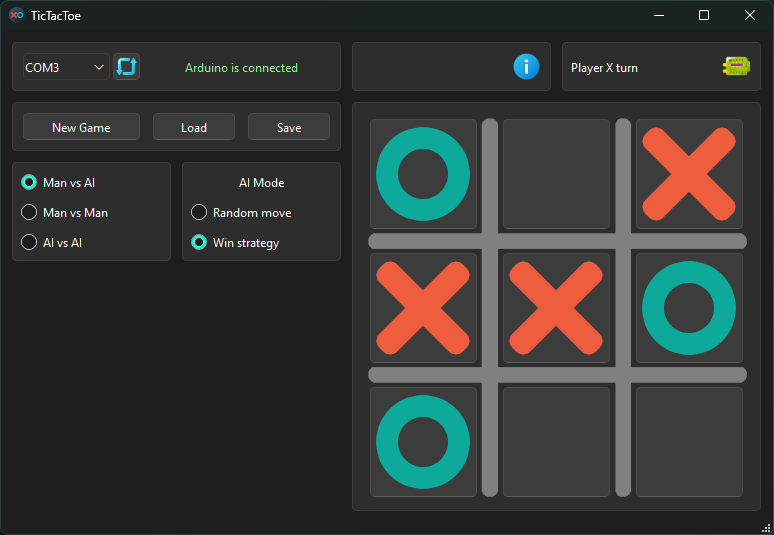 TicTacToe
COM3
Arduino is connected
Player X turn
New Game
Load
Save
Man vs AI
Man vs Man
AI vs AI
AI Mode
Random move
Win strategy